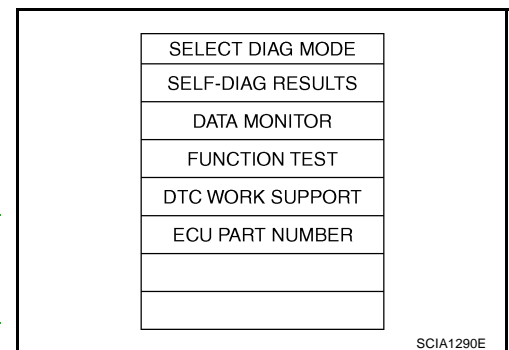 SELECT DIAG MODE
SELF-DIAG RESULTS
DATA MONITOR
FUNCTION TEST
DTC WORK SUPPORT
ECU PART NUMBER
SCIA1290E